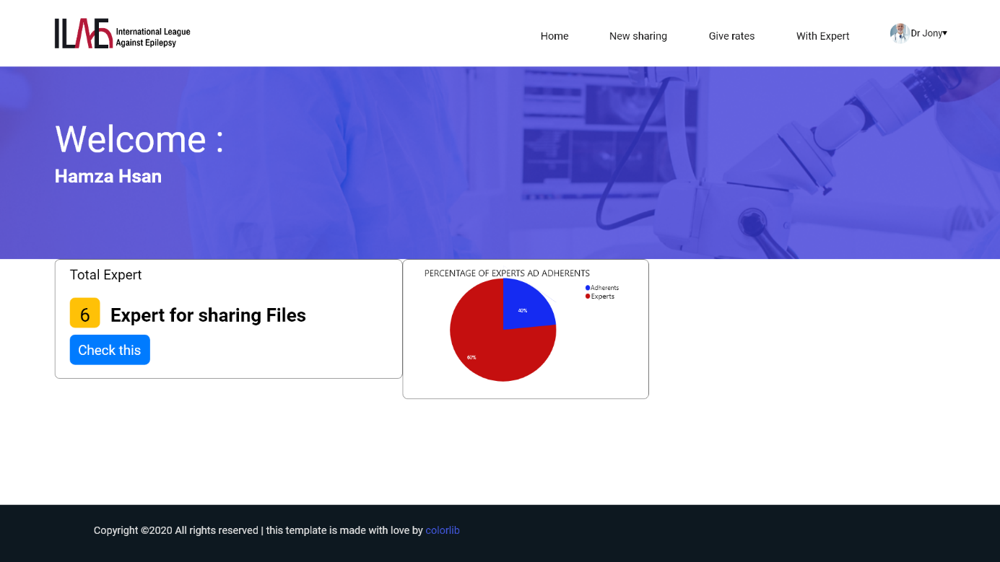 ILAE International League
Against Epilepsy
Home
New sharing
Give rates
With Expert
Dr Jony▾
Welcome :
Hamza Hsan
Total Expert
6
Expert for sharing Files
Check this
PERCENTAGE OF EXPERTS AD ADHERENTS
Adherents
Experts
40%
60%
Copyright ©2020 All rights reserved | this template is made with love by colorlib